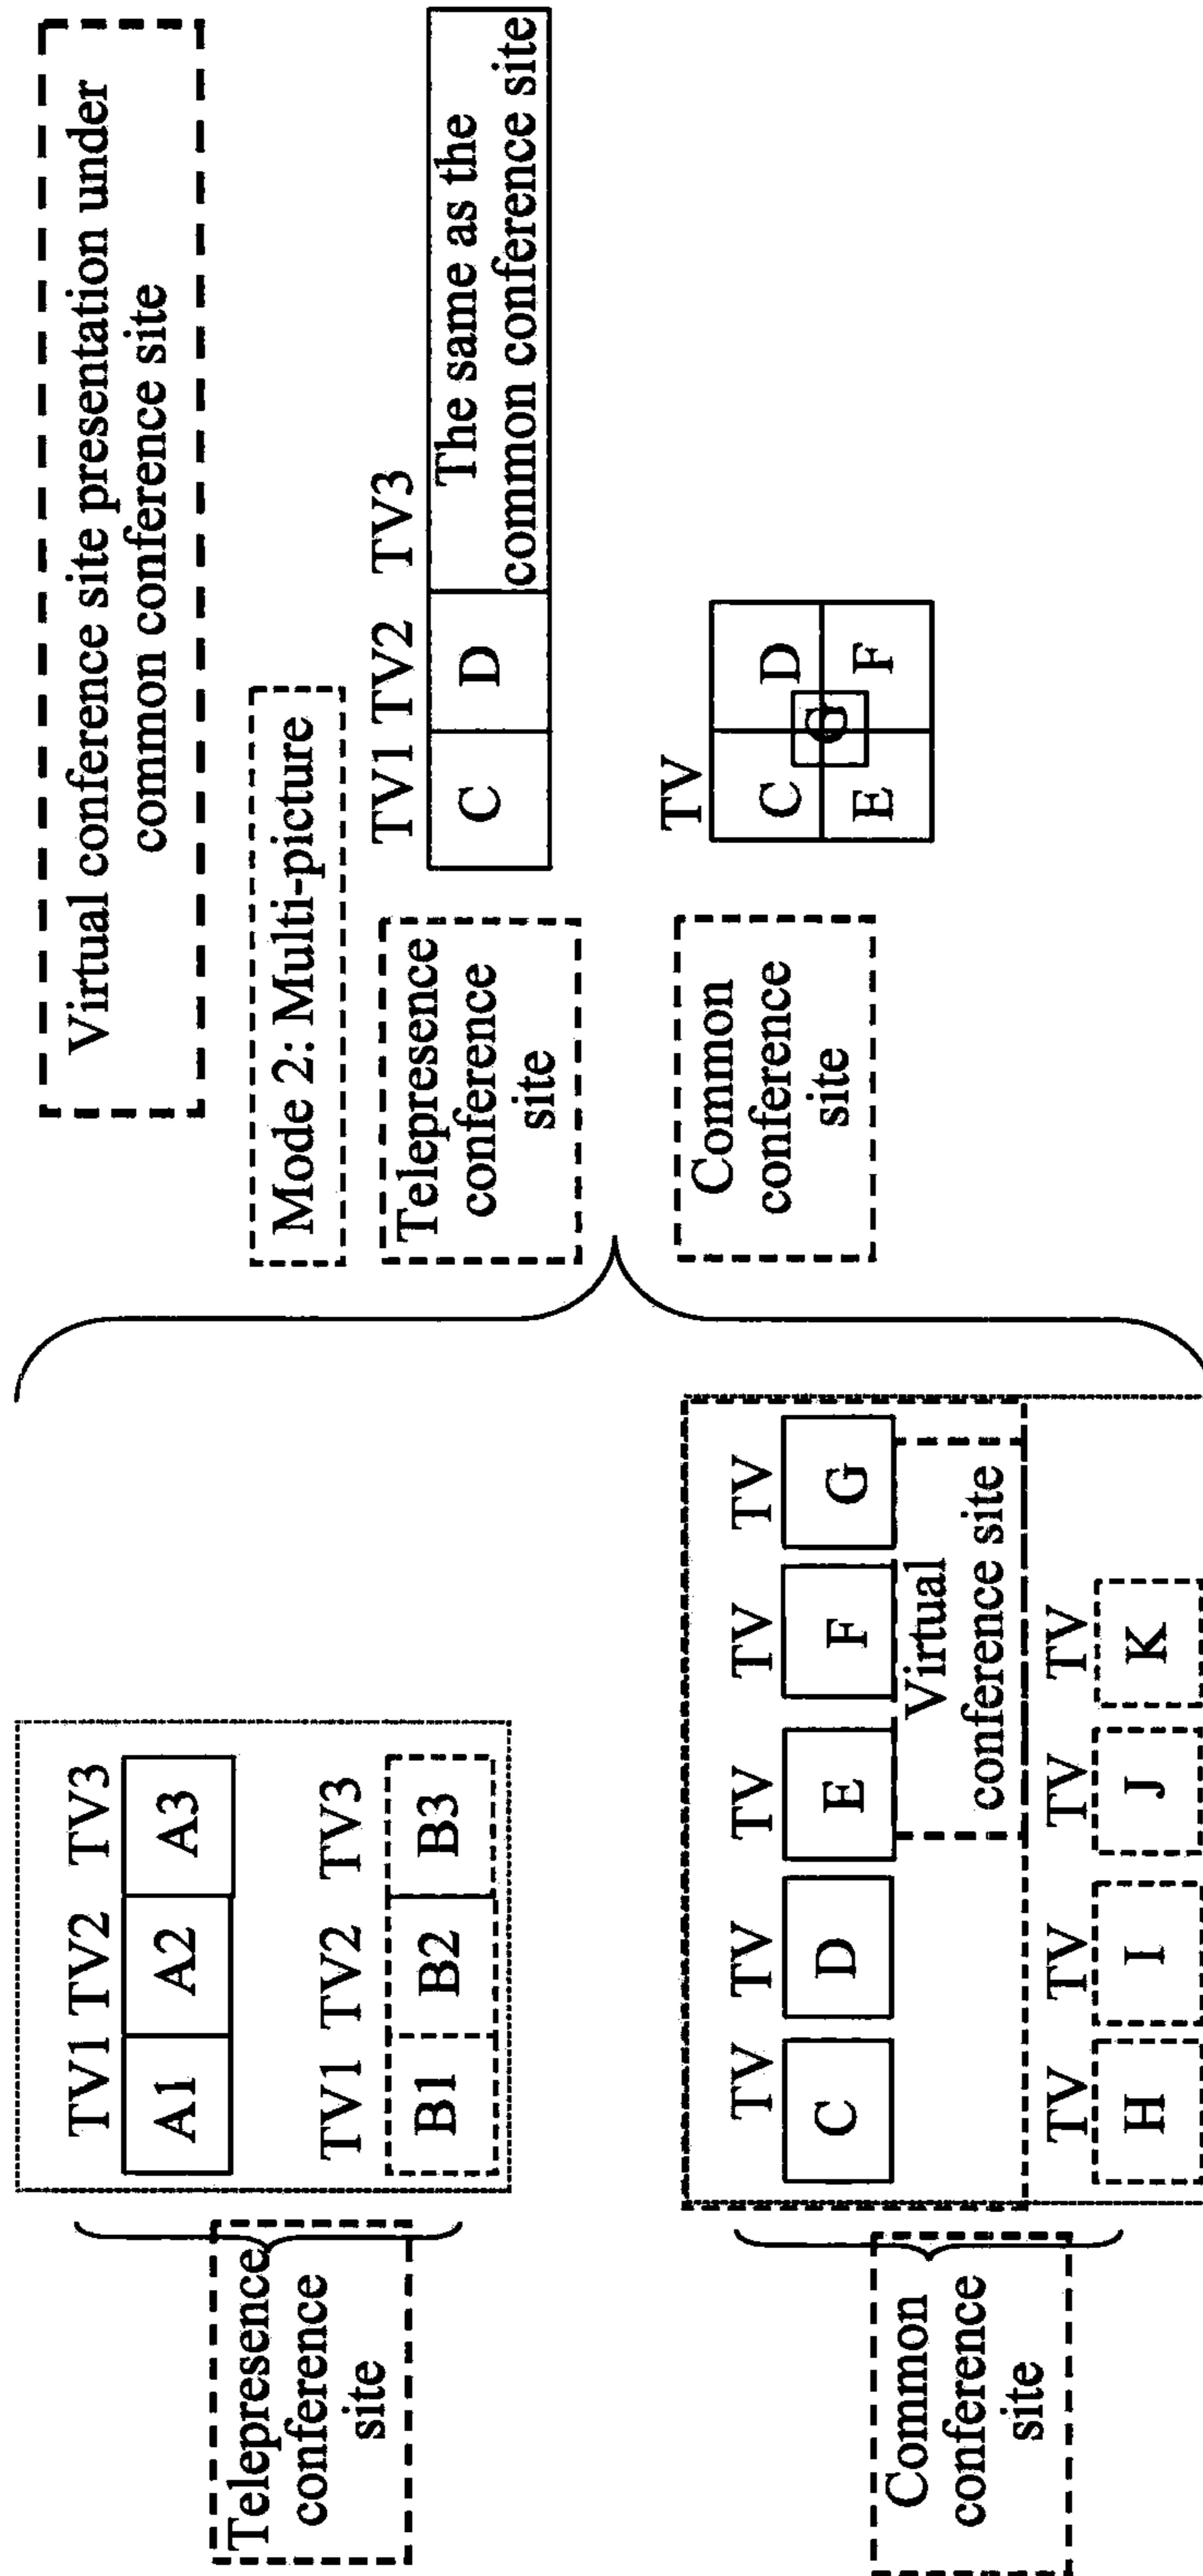 Virtual conference site presentation under
common conference site
Mode 2: Multi-picture
Telepresence
conference
site
TV1 TV2 TV3
A1 A2 A3
TV1 TV2 TV3
B1 B2 B3
Telepresence
conference
site
TV1 TV2 TV3
C D The same as the
common conference site
Common
conference
site
TV TV TV TV TV
C D E F G
Virtual
conference site
TV TV TV TV
H I J K
Common
conference
site
TV
C D
G
E F